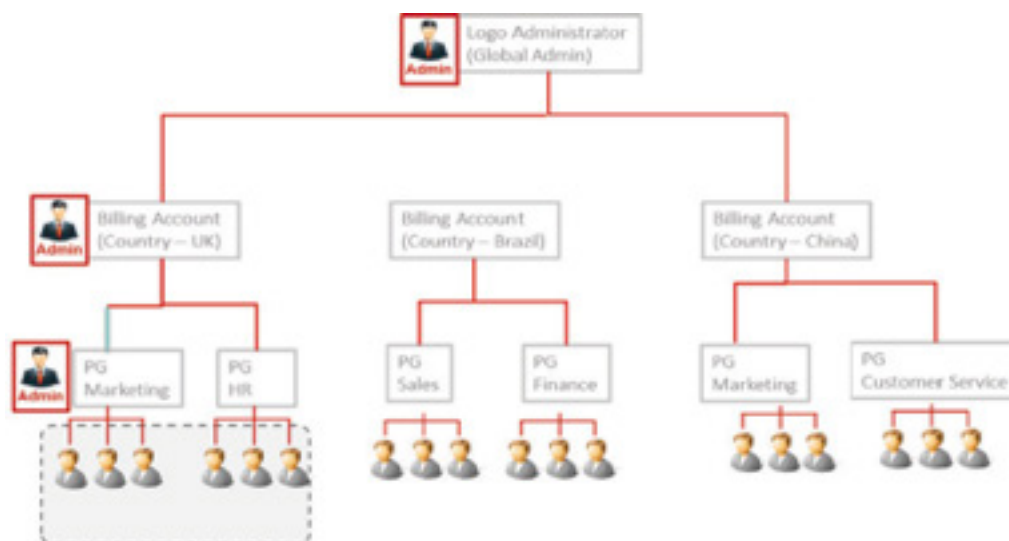 Logo Administrator
(Global Admin)
Admin
Billing Account
(Country – UK)
Admin
Billing Account
(Country – Brazil)
Billing Account
(Country – China)
PG
Marketing
Admin
PG
HR
PG
Sales
PG
Finance
PG
Marketing
PG
Customer Service